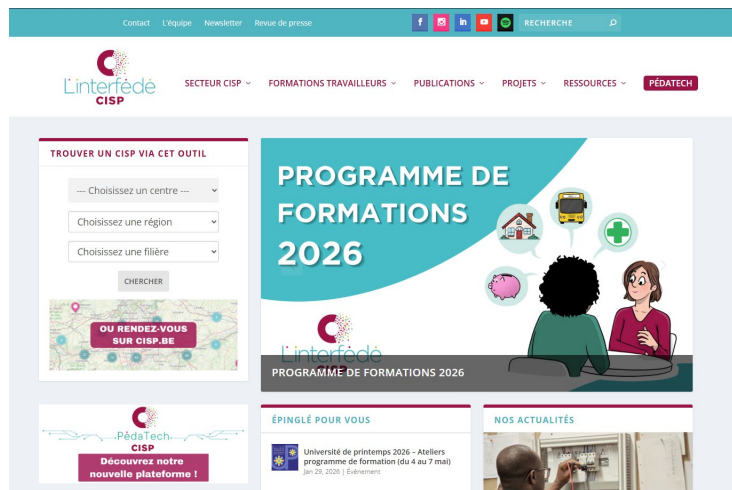 Contact L'équipe Newsletter Revue de presse
RECHERCHE
L'interfédé
CISP
SECTEUR CISP FORMATIONS TRAVAILLEURS PUBLICATIONS PROJETS RESSOURCES PÉDATECH
TROUVER UN CISP VIA CET OUTIL
--- Choisissez un centre ---
Choisissez une région
Choisissez une filière
CHERCHER
OU RENDEZ-VOUS
SUR CISP.BE
PROGRAMME DE
FORMATIONS
2026
L'interfédé
CISP
PROGRAMME DE FORMATIONS 2026
PédaTech
CISP
Découvrez notre
nouvelle plateforme !
ÉPINGLÉ POUR VOUS
Université de printemps 2026 – Ateliers
programme de formation (du 4 au 7 mai)
Jan 29, 2026 | Événement
NOS ACTUALITÉS